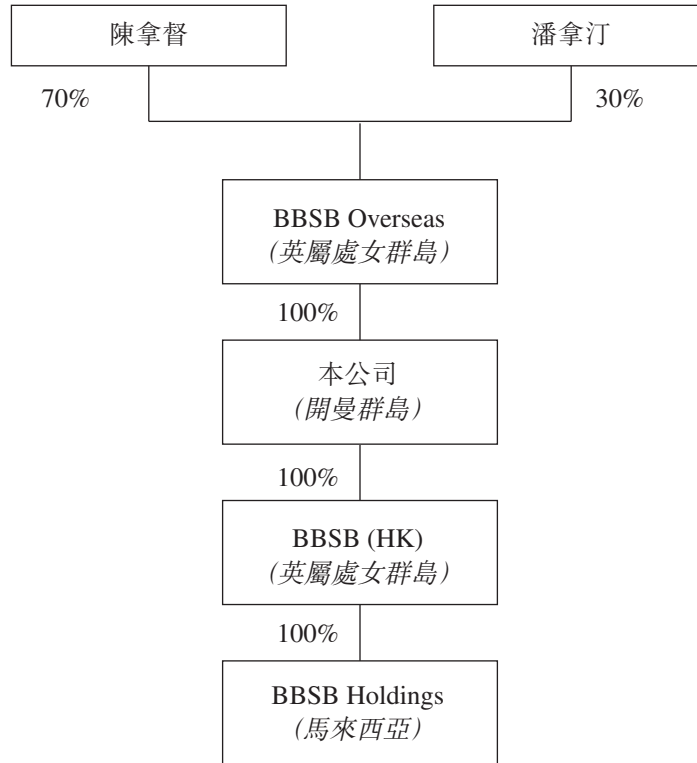 陳拿督
潘拿汀
70%
30%
BBSB Overseas
(英屬處女群島)
100%
本公司
(開曼群島)
100%
BBSB (HK)
(英屬處女群島)
100%
BBSB Holdings
(馬來西亞)